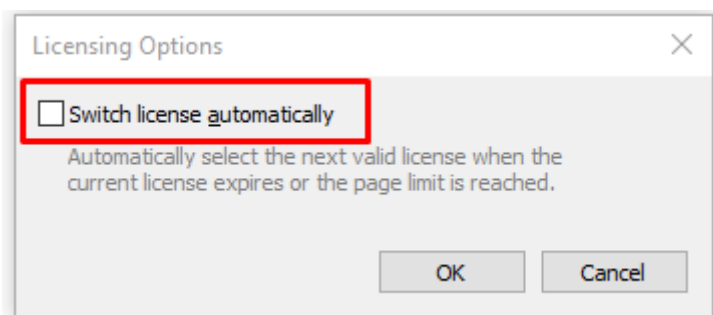 Licensing Options
Switch license automatically
Automatically select the next valid license when the
current license expires or the page limit is reached.
OK Cancel